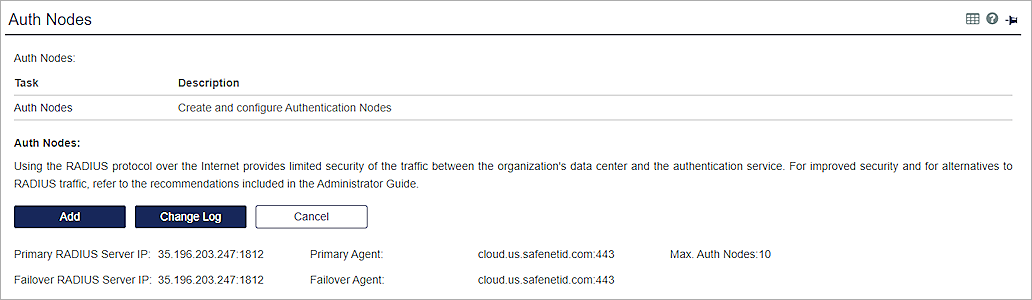 Auth Nodes
Auth Nodes:
Task Description
Auth Nodes Create and configure Authentication Nodes
Auth Nodes:
Using the RADIUS protocol over the Internet provides limited security of the traffic between the organization's data center and the authentication service. For improved security and for alternatives to
RADIUS traffic, refer to the recommendations included in the Administrator Guide.
Add Change Log Cancel
Primary RADIUS Server IP: 35.196.203.247:1812 Primary Agent: cloud.us.safenetid.com:443 Max. Auth Nodes:10
Failover RADIUS Server IP: 35.196.203.247:1812 Failover Agent: cloud.us.safenetid.com:443